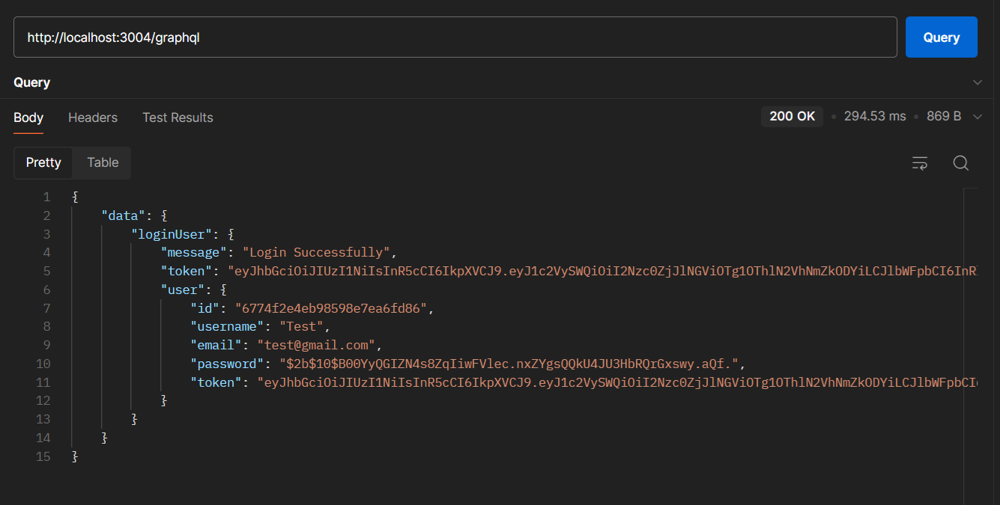 http://localhost:3004/graphql
Query
Query
Body Headers Test Results 200 OK • 294.53 ms • 869 B
Pretty Table
1 {
2 "data": {
3 "loginUser": {
4 "message": "Login Successfully",
5 "token": "eyJhbGciOiJIUzI1NiIsInR5cCI6IkpXVCJ9.eyJ1c2VySWQiOiI2Nzc0ZjJlNGViOTg1OThlN2VhNmZkODYiLCJlbWFpbCI6InR
6 "user": {
7 "id": "6774f2e4eb98598e7ea6fd86",
8 "username": "Test",
9 "email": "test@gmail.com",
10 "password": "$2b$10$B00YyQGIZN4s8ZqIiwFVlec.nxZYgsQQkU4JU3HbRQrGxswy.aQf.",
11 "token": "eyJhbGciOiJIUzI1NiIsInR5cCI6IkpXVCJ9.eyJ1c2VySWQiOiI2Nzc0ZjJlNGViOTg1OThlN2VhNmZkODYiLCJlbWFpbCI
12 }
13 }
14 }
15 }